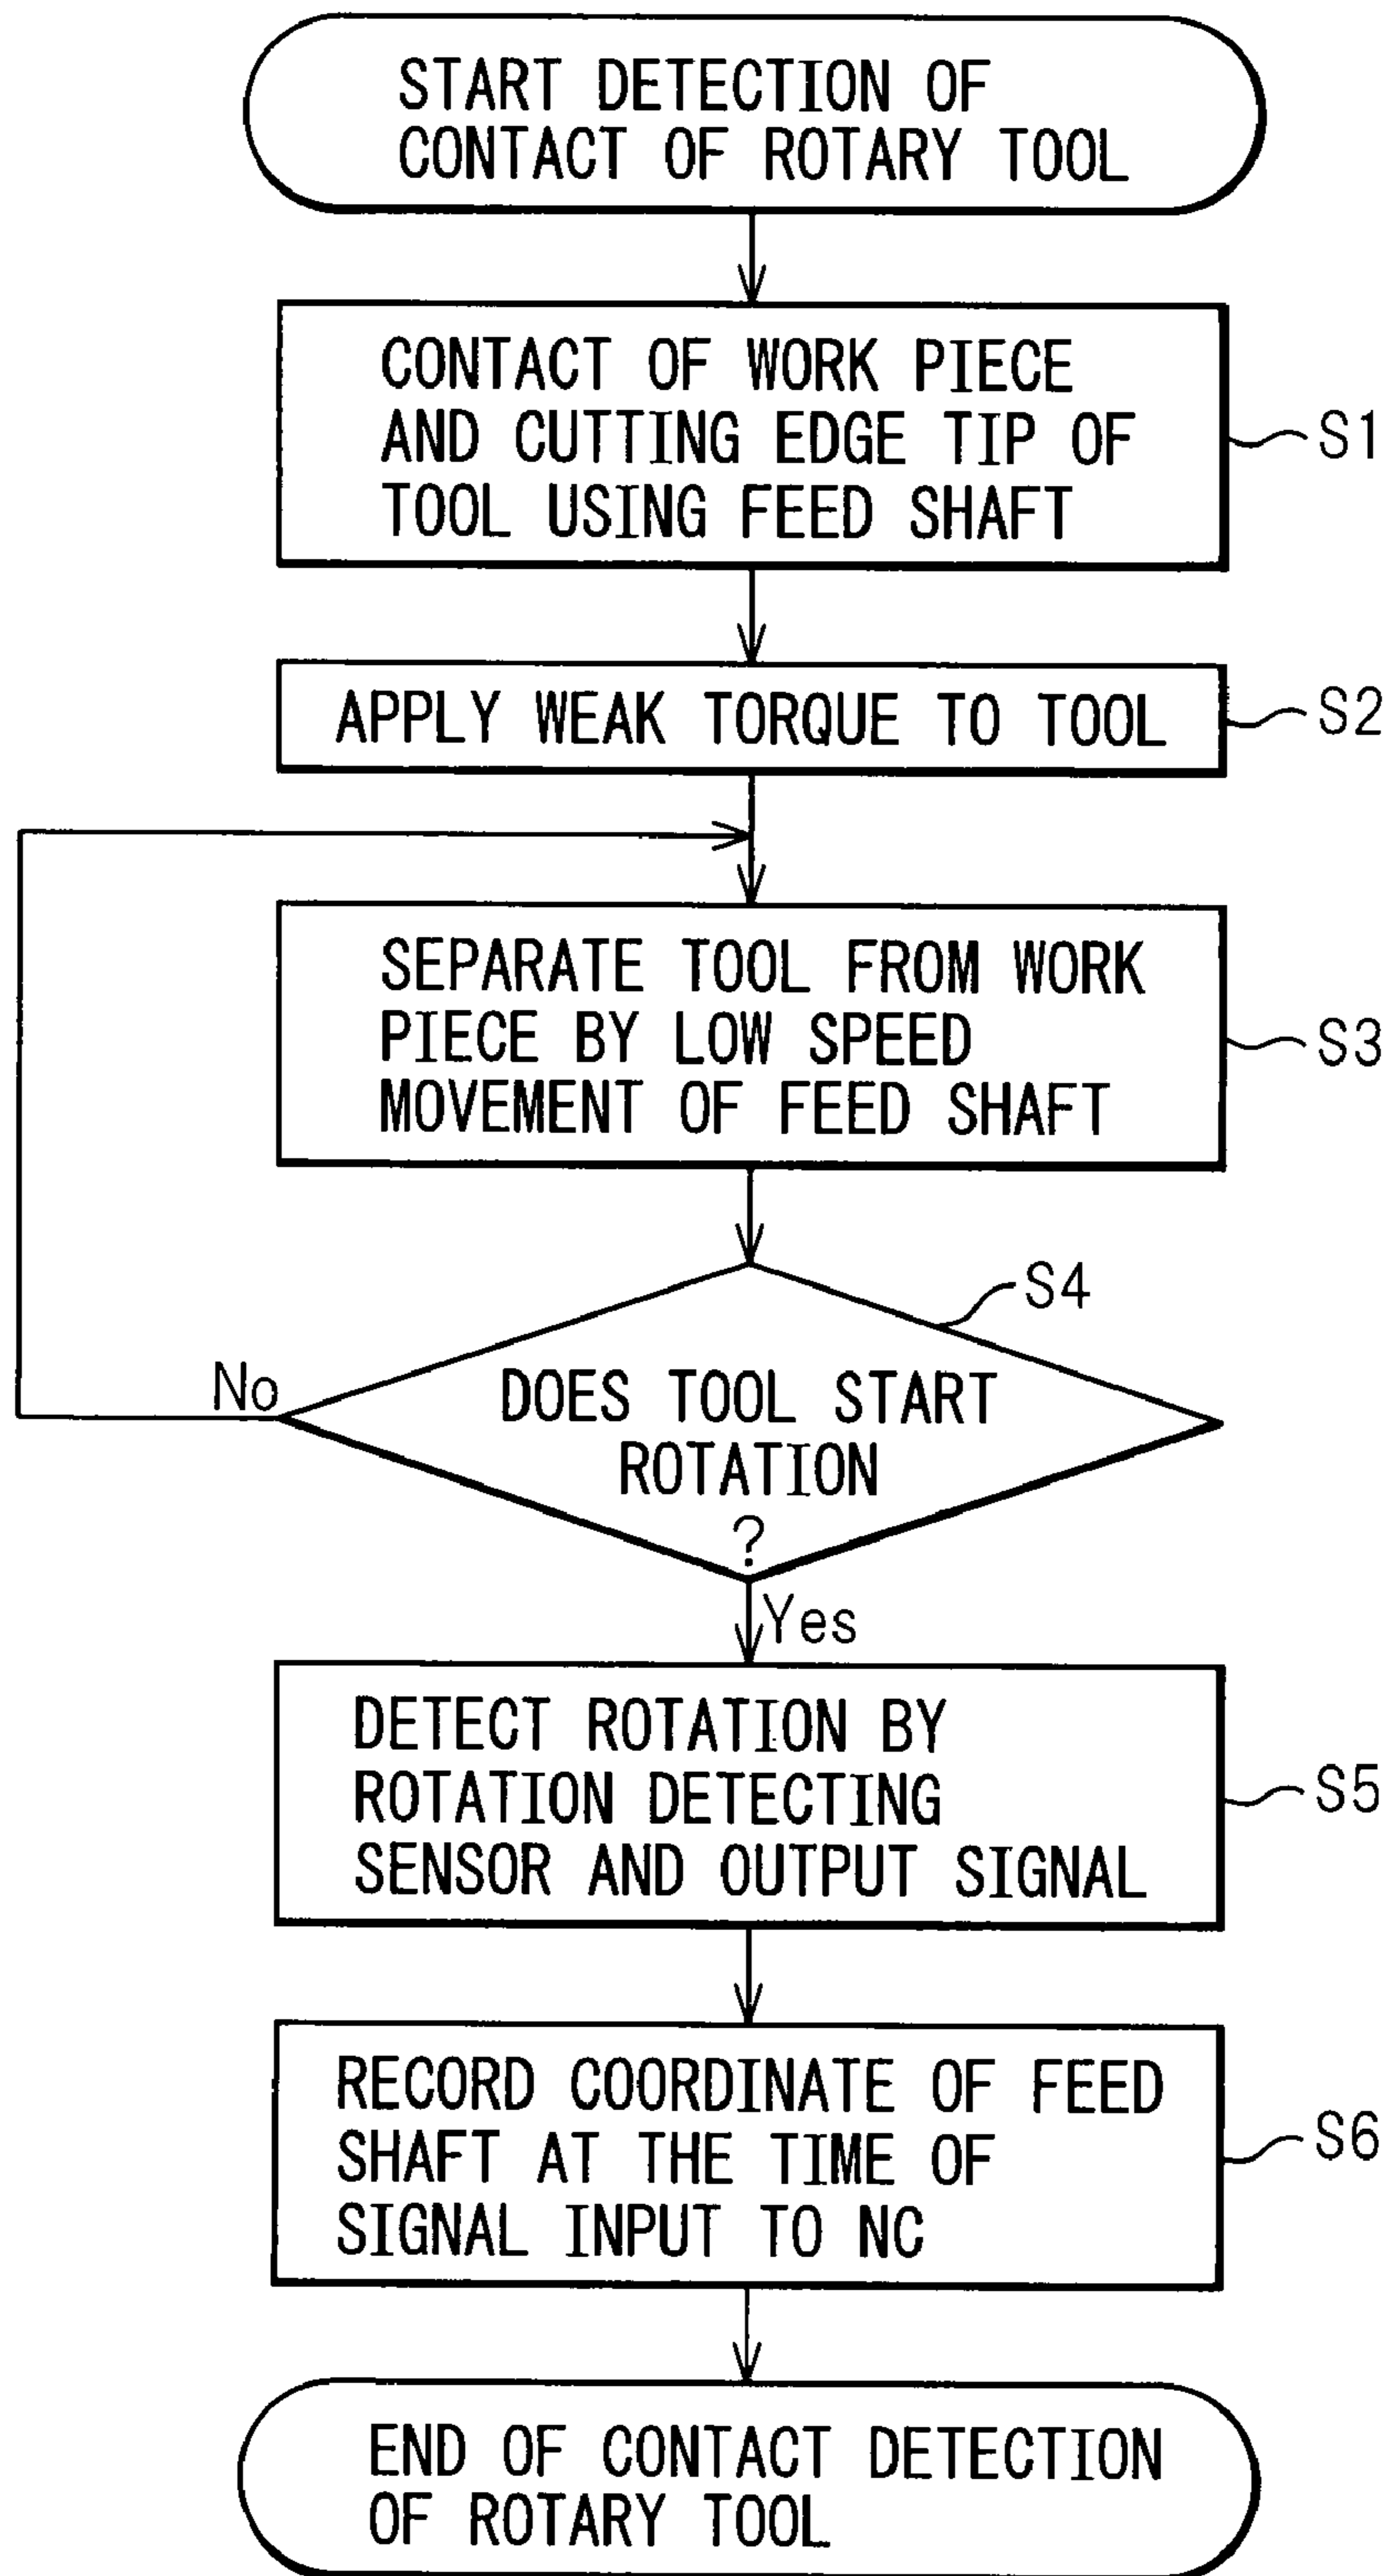 START DETECTION OF
CONTACT OF ROTARY TOOL
CONTACT OF WORK PIECE
AND CUTTING EDGE TIP OF
TOOL USING FEED SHAFT
S1
APPLY WEAK TORQUE TO TOOL
S2
SEPARATE TOOL FROM WORK
PIECE BY LOW SPEED
MOVEMENT OF FEED SHAFT
S3
S4
DOES TOOL START
ROTATION
?
No
Yes
DETECT ROTATION BY
ROTATION DETECTING
SENSOR AND OUTPUT SIGNAL
S5
RECORD COORDINATE OF FEED
SHAFT AT THE TIME OF
SIGNAL INPUT TO NC
S6
END OF CONTACT DETECTION
OF ROTARY TOOL